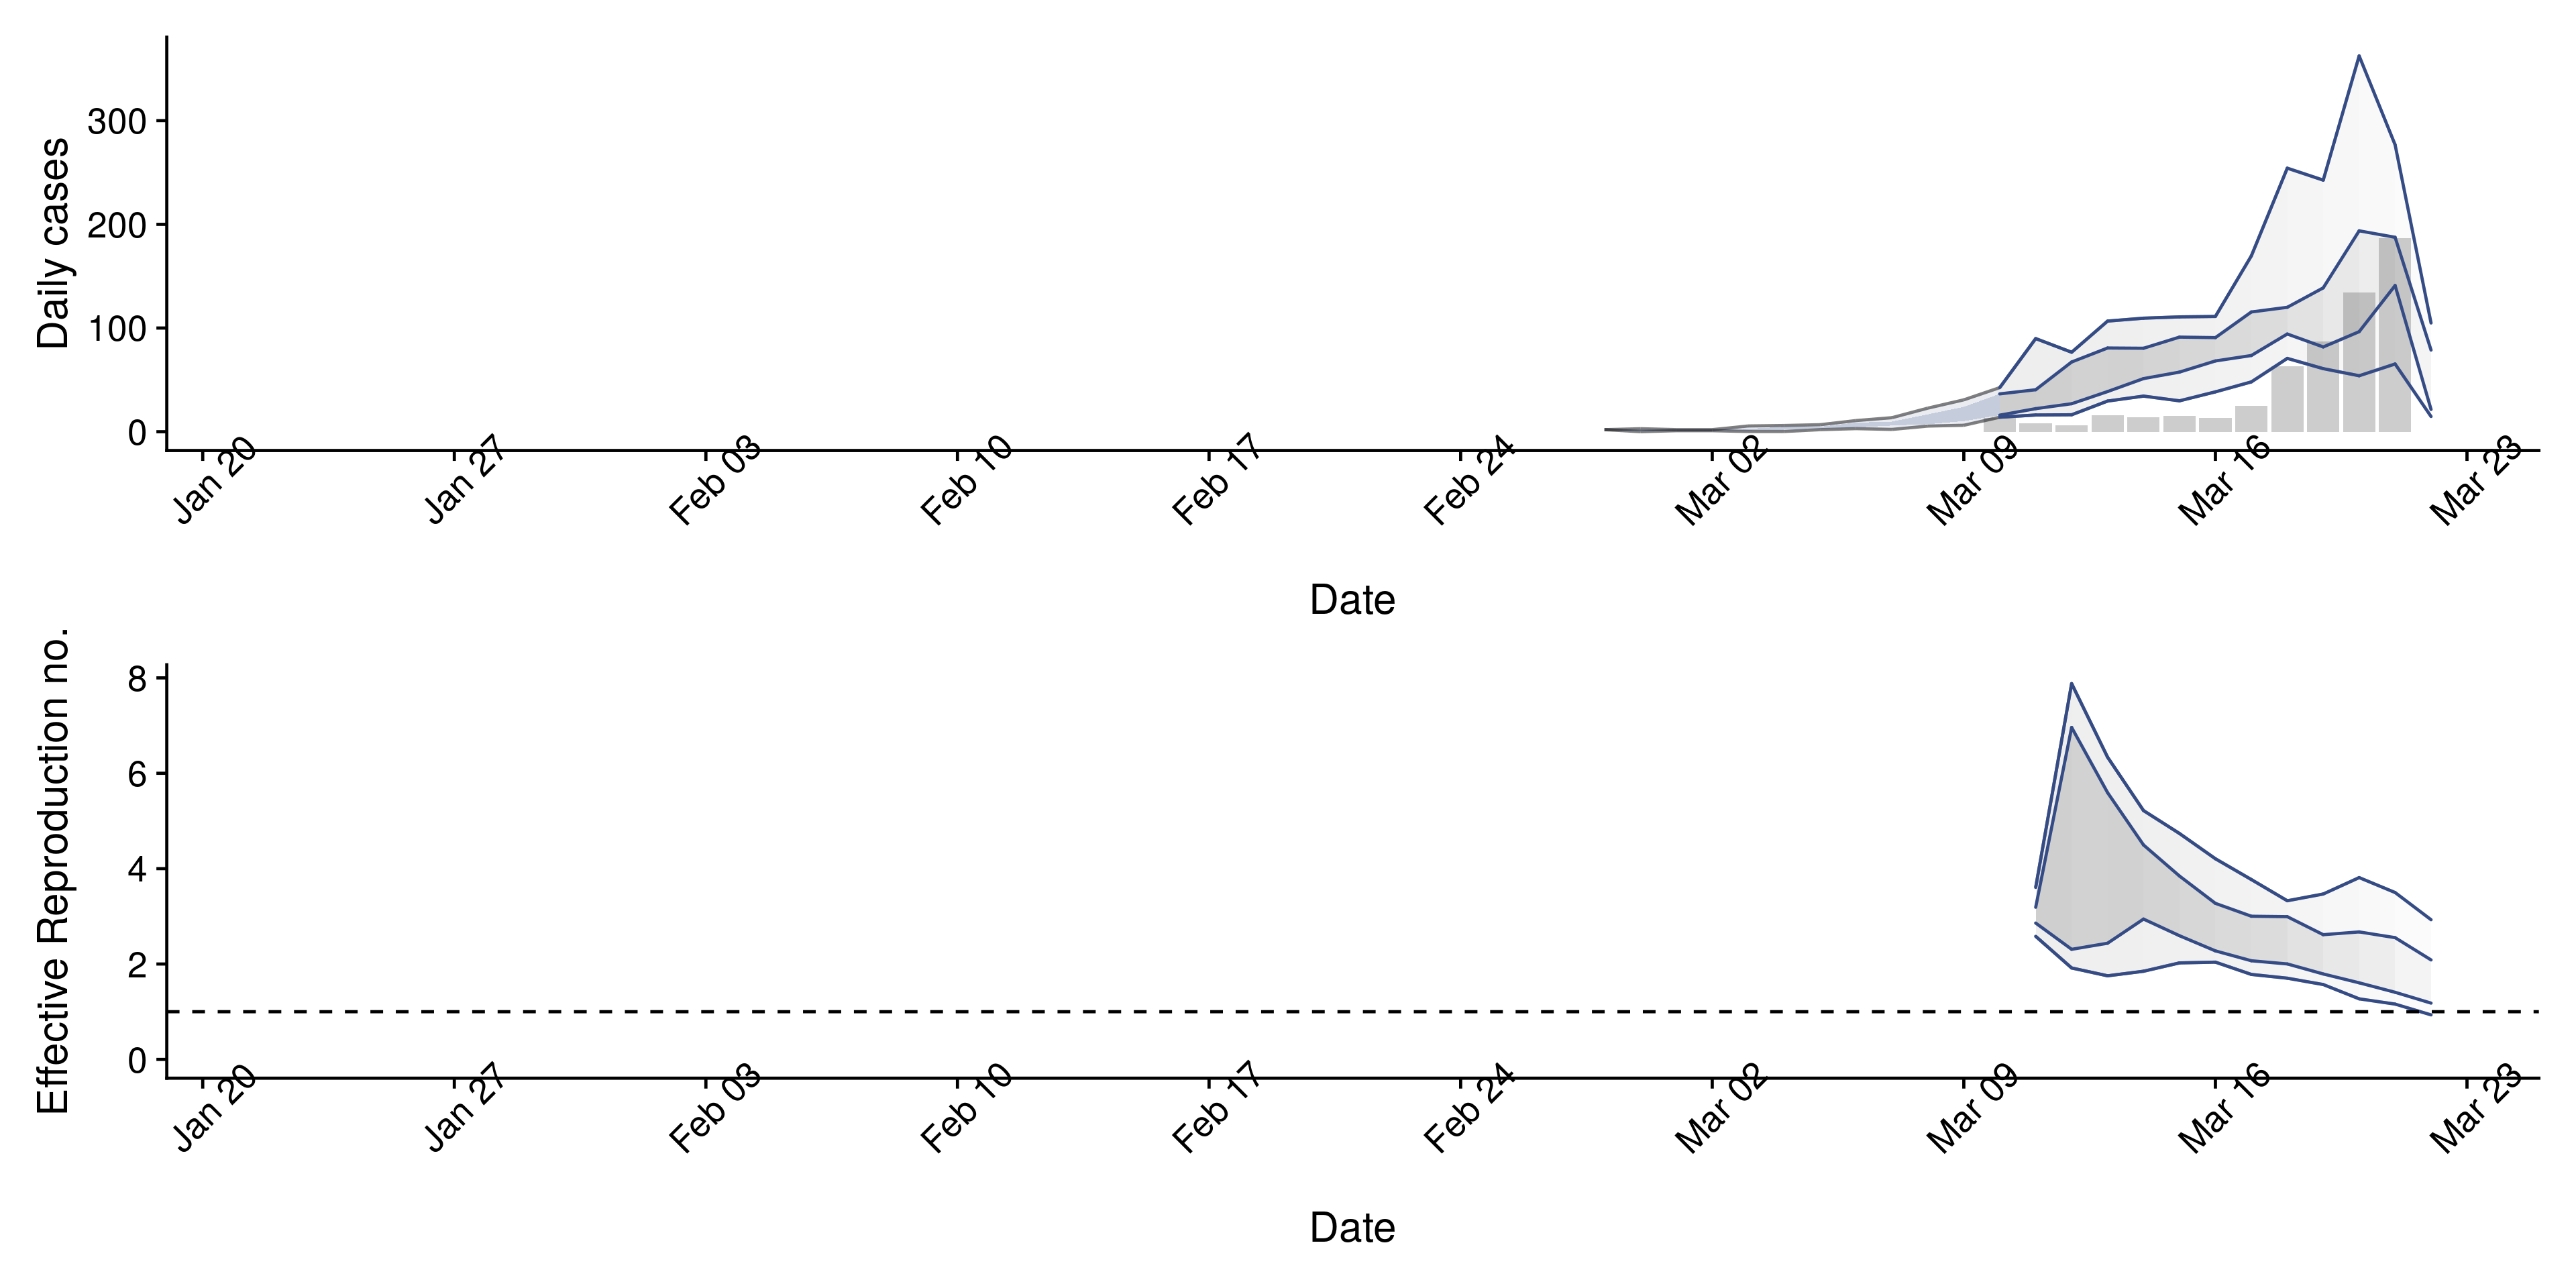 Daily cases
300
200
100
0
Jan 20
Jan 27
Feb 03
Feb 10
Feb 17
Feb 24
Mar 02
Mar 09
Mar 16
Mar 23
Date
Effective Reproduction no.
8
6
4
2
0
Jan 20
Jan 27
Feb 03
Feb 10
Feb 17
Feb 24
Mar 02
Mar 09
Mar 16
Mar 23
Date